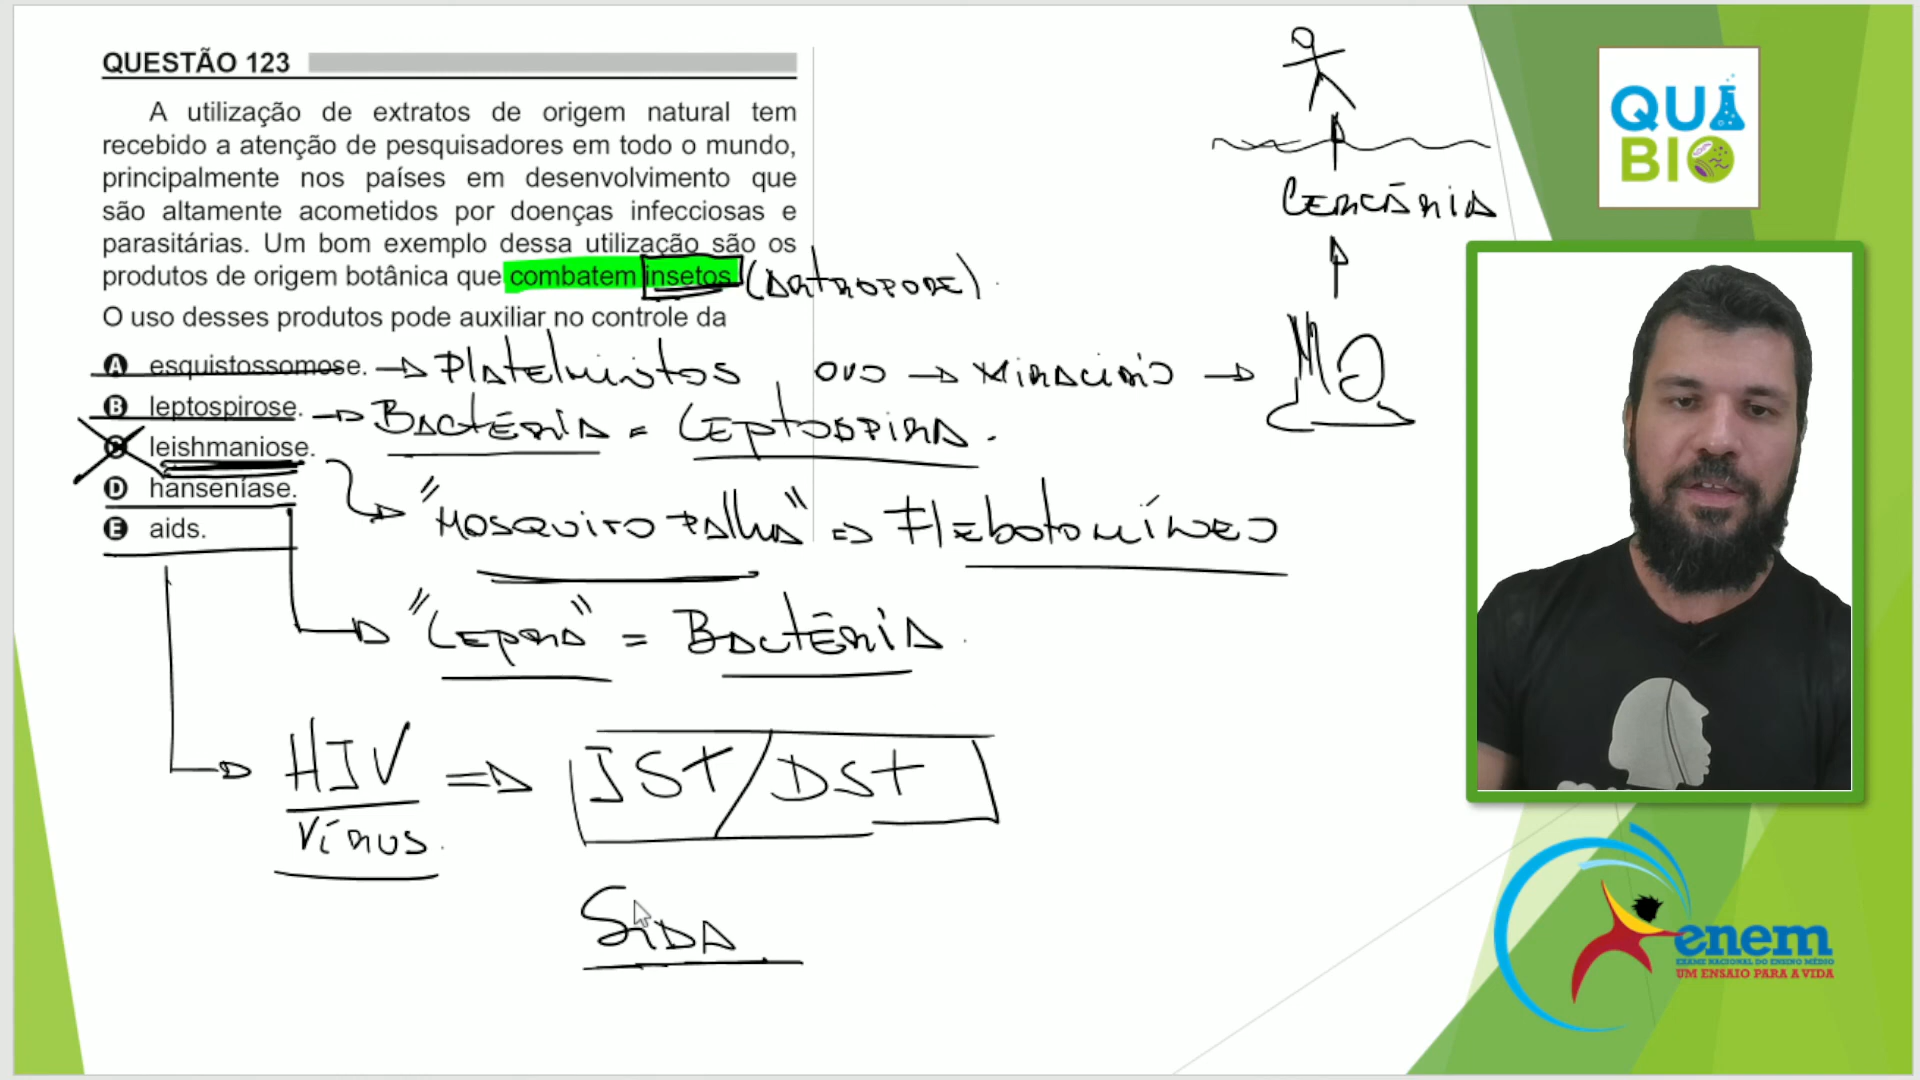 QUESTÃO 123
A utilização de extratos de origem natural tem
recebido a atenção de pesquisadores em todo o mundo,
principalmente nos países em desenvolvimento que
são altamente acometidos por doenças infecciosas e
parasitárias. Um bom exemplo dessa utilização são os
produtos de origem botânica que combatem insetos. (ARTROPODE).
O uso desses produtos pode auxiliar no controle da
A esquistossomose. → PlAtelmintos, OVO → MIRACIDIO →
B leptospirose. → BActÉRIA = LEptOSPIRA.
C leishmaniose.
D hanseníase.
"MOSQUITO PAlHA" ⇒ FlEbotomíNEO
E aids.
"LEPRA" = BActÉRIA.
HIV ⇒ IST/DST
VíRUS.
SIDA
CERCÁRIA
QUÍ
BIO
enem
EXAME NACIONAL DO ENSINO MÉDIO
UM ENSAIO PARA A VIDA